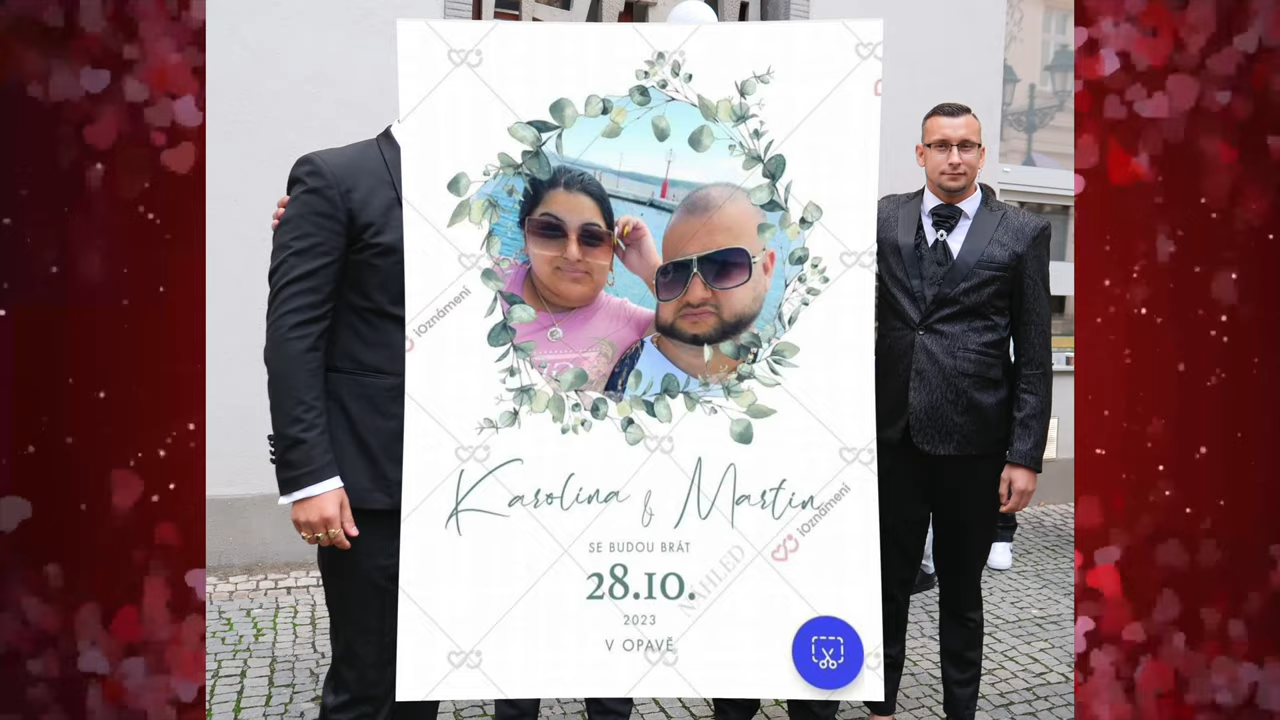 ioznámení
Karolina & Martin
ioznámení
SE BUDOU BRÁT
28.10.
NÁHLED
2023
V OPAVĚ